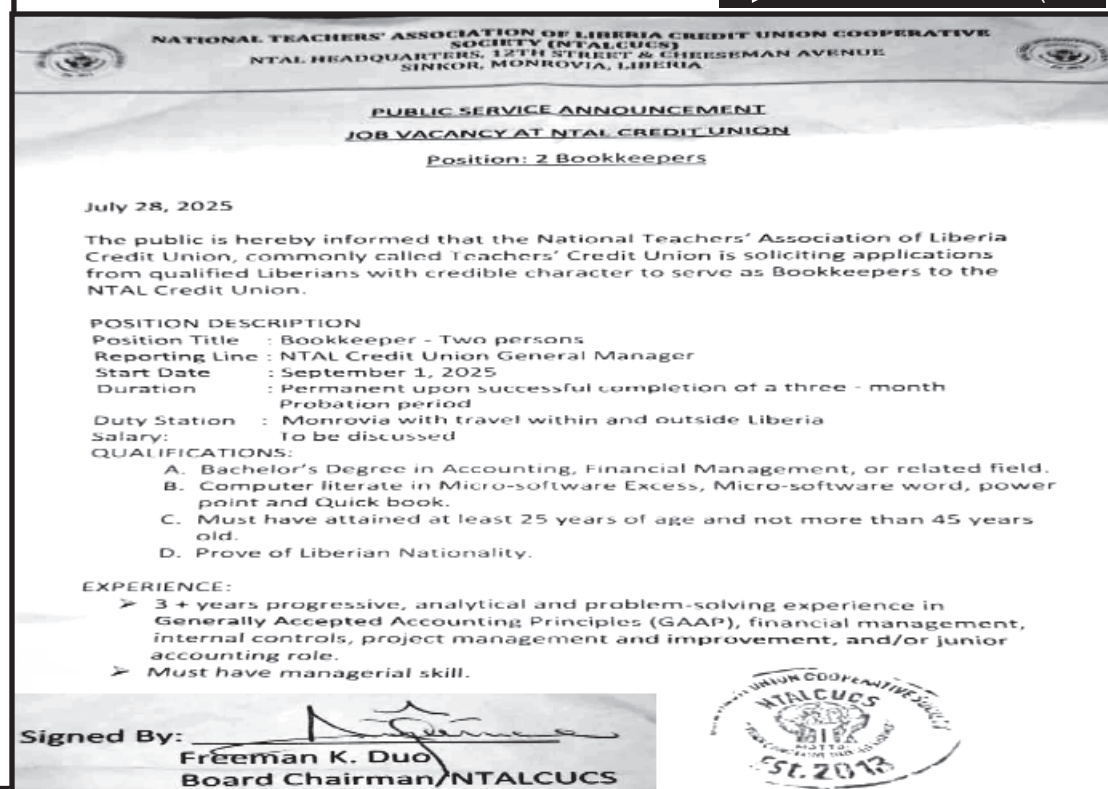 NATIONAL TEACHERS' ASSOCIATION OF LIBERIA CREDIT UNION COOPERATIVE
SOCIETY (NTALCUCS)
NTAL HEADQUARTERS, 12TH STREET & CHEESEMAN AVENUE
SINKOR, MONROVIA, LIBERIA
PUBLIC SERVICE ANNOUNCEMENT
JOB VACANCY AT NTAL CREDIT UNION
Position: 2 Bookkeepers
July 28, 2025
The public is hereby informed that the National Teachers' Association of Liberia
Credit Union, commonly called Teachers' Credit Union is soliciting applications
from qualified Liberians with credible character to serve as Bookkeepers to the
NTAL Credit Union.
POSITION DESCRIPTION
Position Title : Bookkeeper - Two persons
Reporting Line : NTAL Credit Union General Manager
Start Date : September 1, 2025
Duration : Permanent upon successful completion of a three - month
Probation period
Duty Station : Monrovia with travel within and outside Liberia
Salary: To be discussed
QUALIFICATIONS:
A. Bachelor's Degree in Accounting, Financial Management, or related field.
B. Computer literate in Micro-software Excess, Micro-software word, power
point and Quick book.
C. Must have attained at least 25 years of age and not more than 45 years
old.
D. Prove of Liberian Nationality.
EXPERIENCE:
➢ 3 + years progressive, analytical and problem-solving experience in
Generally Accepted Accounting Principles (GAAP), financial management,
internal controls, project management and improvement, and/or junior
accounting role.
➢ Must have managerial skill.
Signed By:
Freeman K. Duo
Board Chairman/NTALCUCS
UNION COOPERATIVE
NTALCUCS
MOTTO
EST. 2013